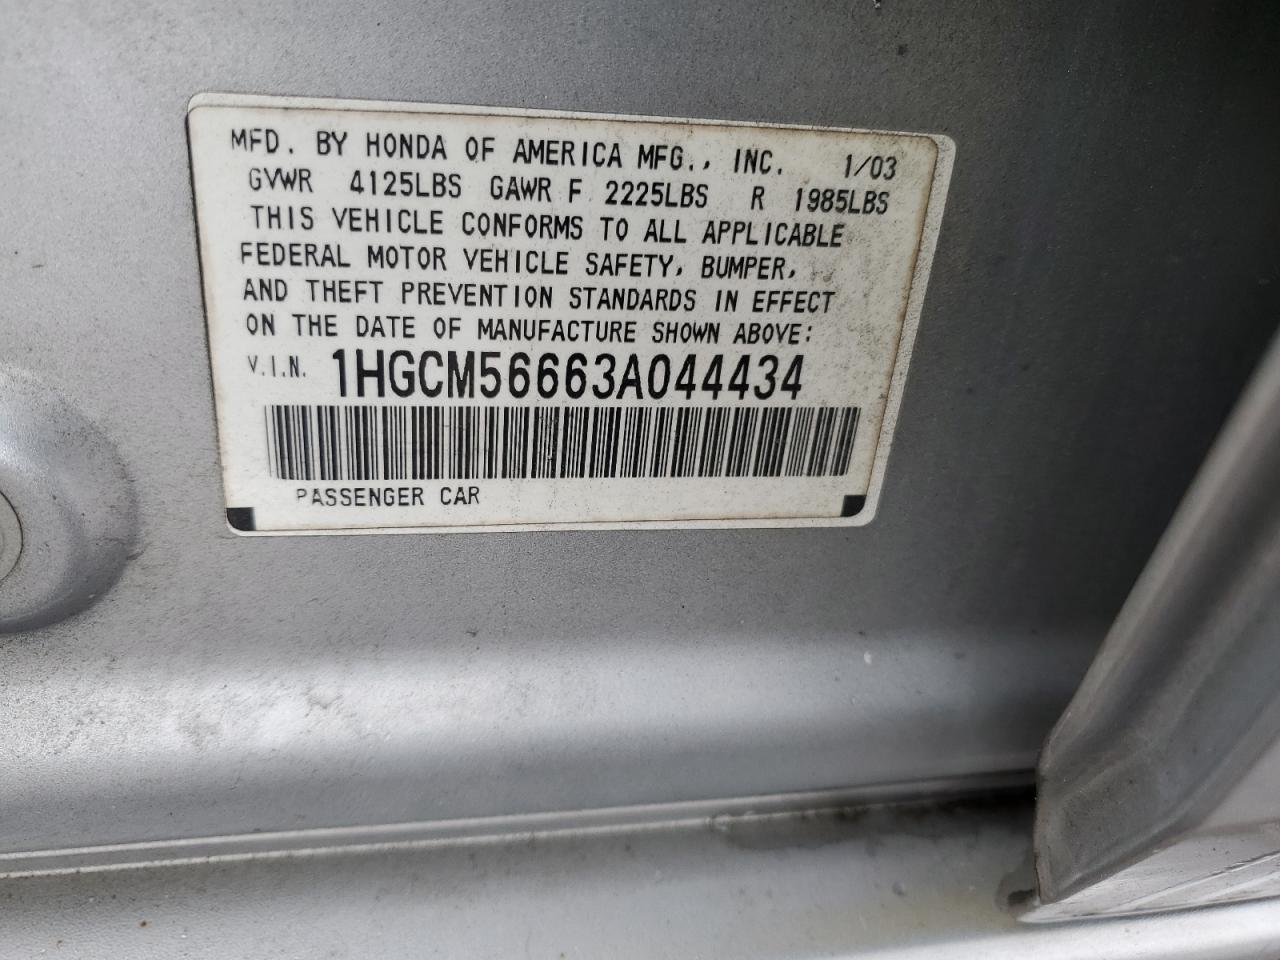 MFD. BY HONDA OF AMERICA MFG., INC. 1/03
GVWR 4125LBS GAWR F 2225LBS R 1985LBS
THIS VEHICLE CONFORMS TO ALL APPLICABLE
FEDERAL MOTOR VEHICLE SAFETY, BUMPER,
AND THEFT PREVENTION STANDARDS IN EFFECT
ON THE DATE OF MANUFACTURE SHOWN ABOVE:
V.I.N. 1HGCM56663A044434
PASSENGER CAR